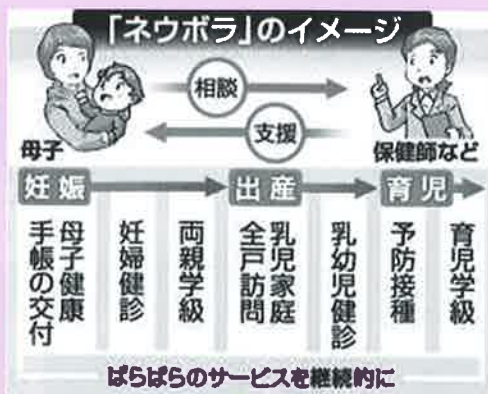 「ネウボラ」のイメージ
相談
支援
母子
保健師など
妊娠
出産
育児
母子健康
手帳の交付
妊婦健診
両親学級
乳児家庭
全戸訪問
乳幼児健診
予防接種
育児学級
ばらばらのサービスを継続的に